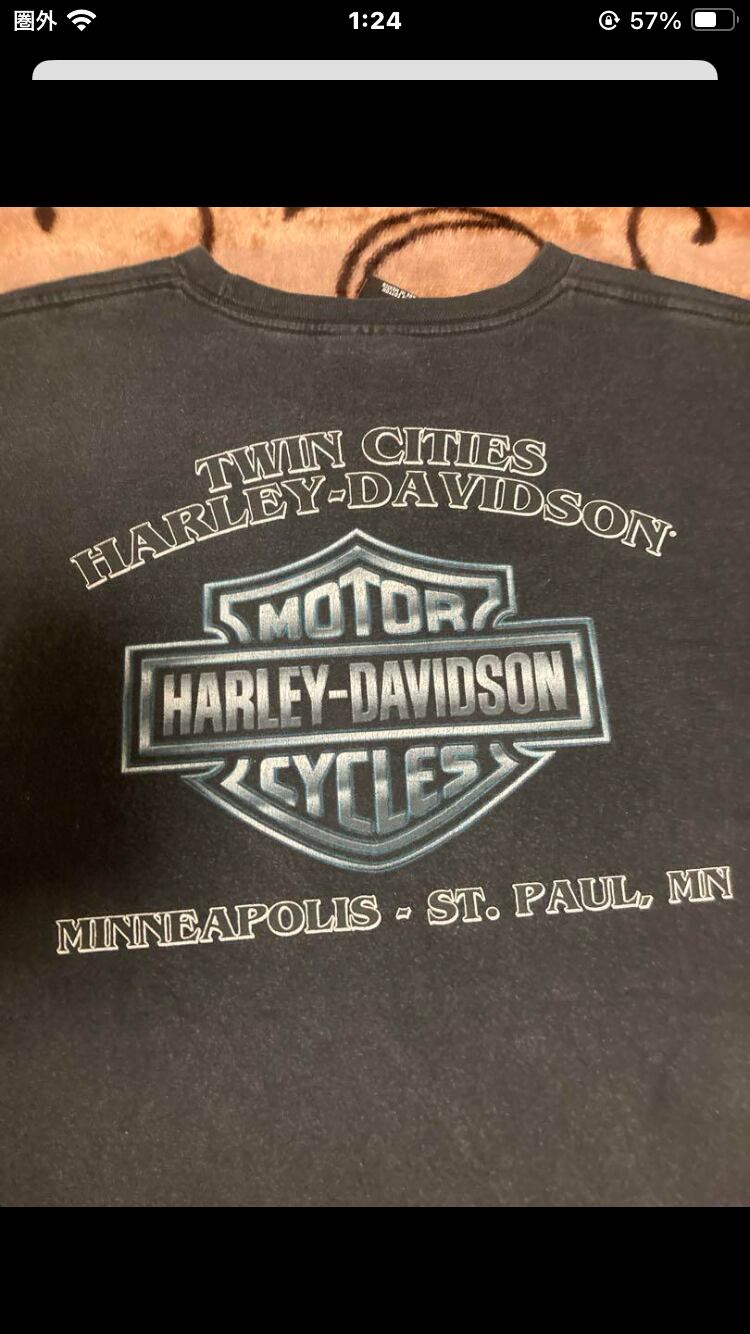 圏外 1:24 57%
TWIN CITIES
HARLEY-DAVIDSON
MOTOR
HARLEY-DAVIDSON
CYCLES
MINNEAPOLIS - ST. PAUL, MN